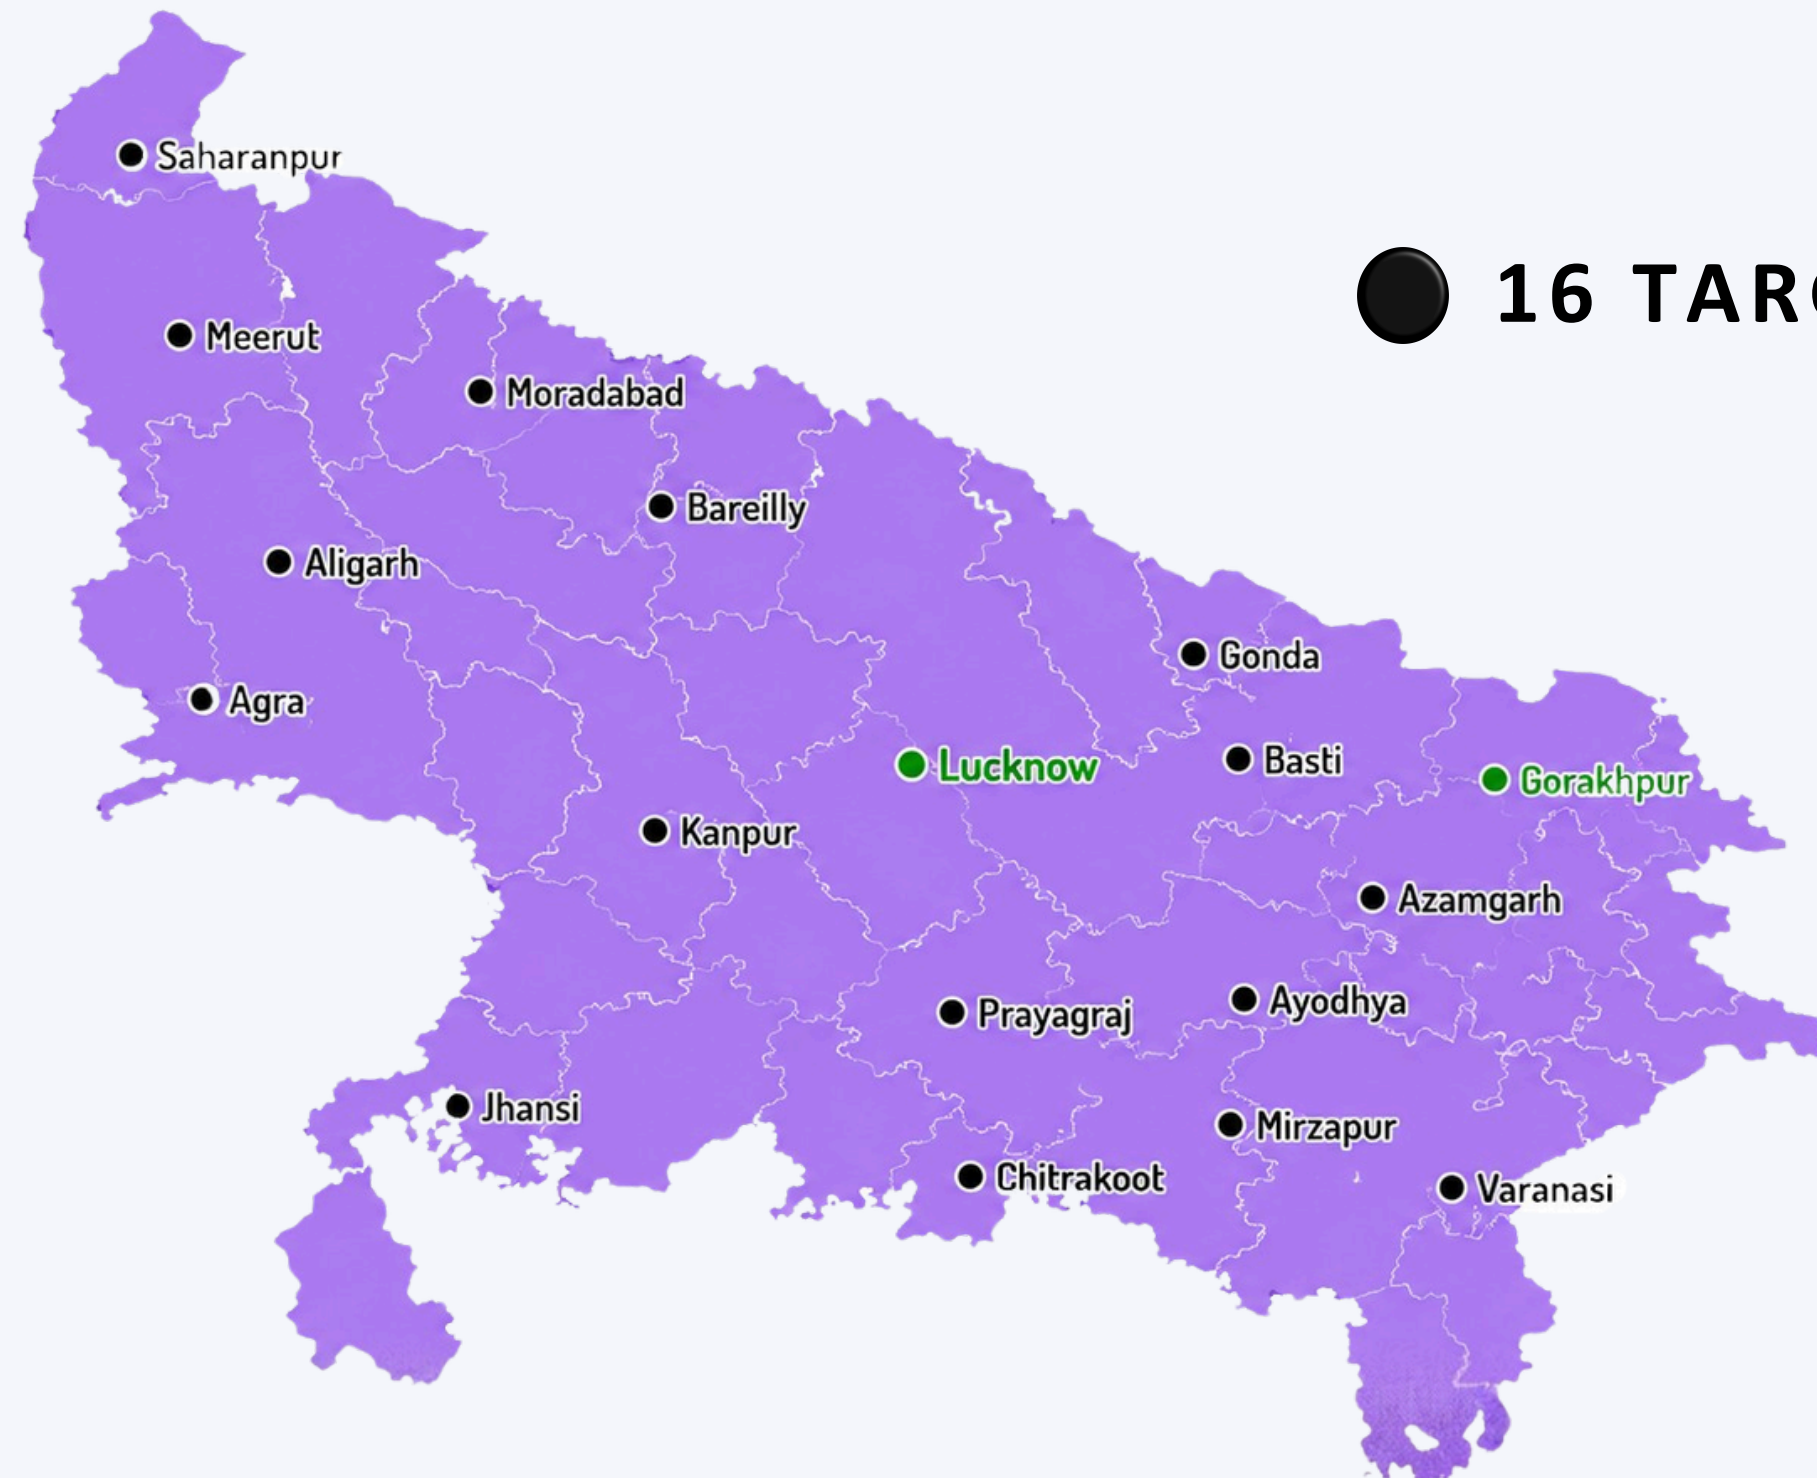 Saharanpur
16 TAR
Meerut
Moradabad
Bareilly
Aligarh
Gonda
Agra
Lucknow
Basti
Gorakhpur
Kanpur
Azamgarh
Prayagraj
Ayodhya
Jhansi
Mirzapur
Chitrakoot
Varanasi